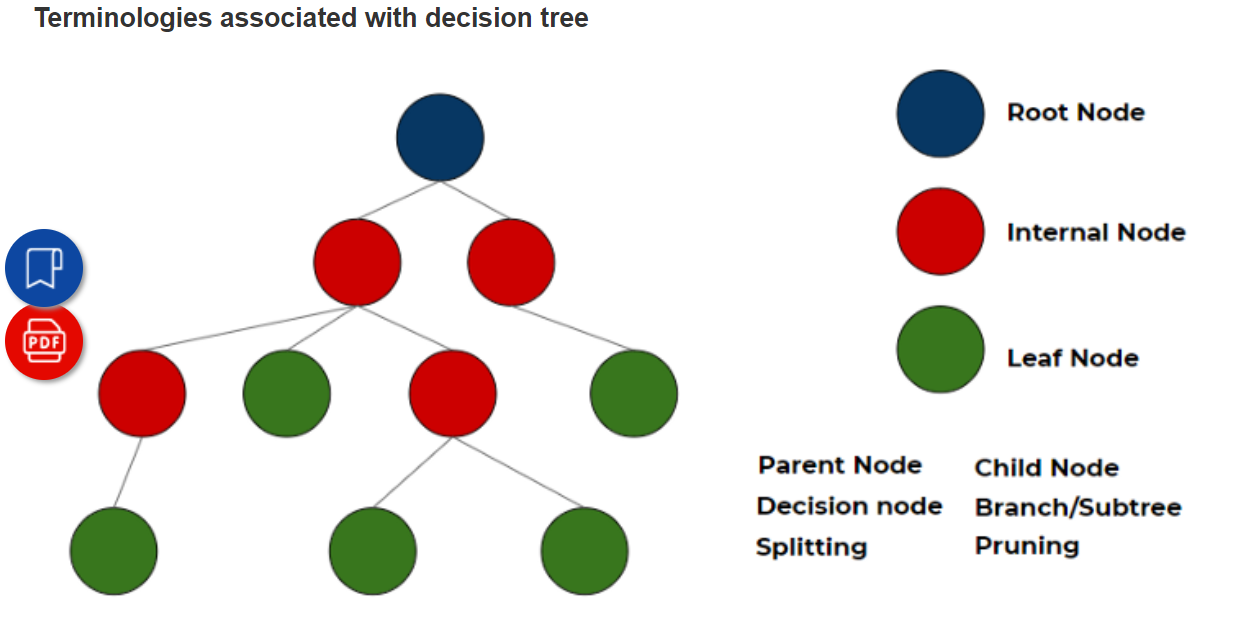 Terminologies associated with decision tree
Root Node
Internal Node
PDF
Leaf Node
Parent Node
Child Node
Decision node
Branch/Subtree
Splitting
Pruning